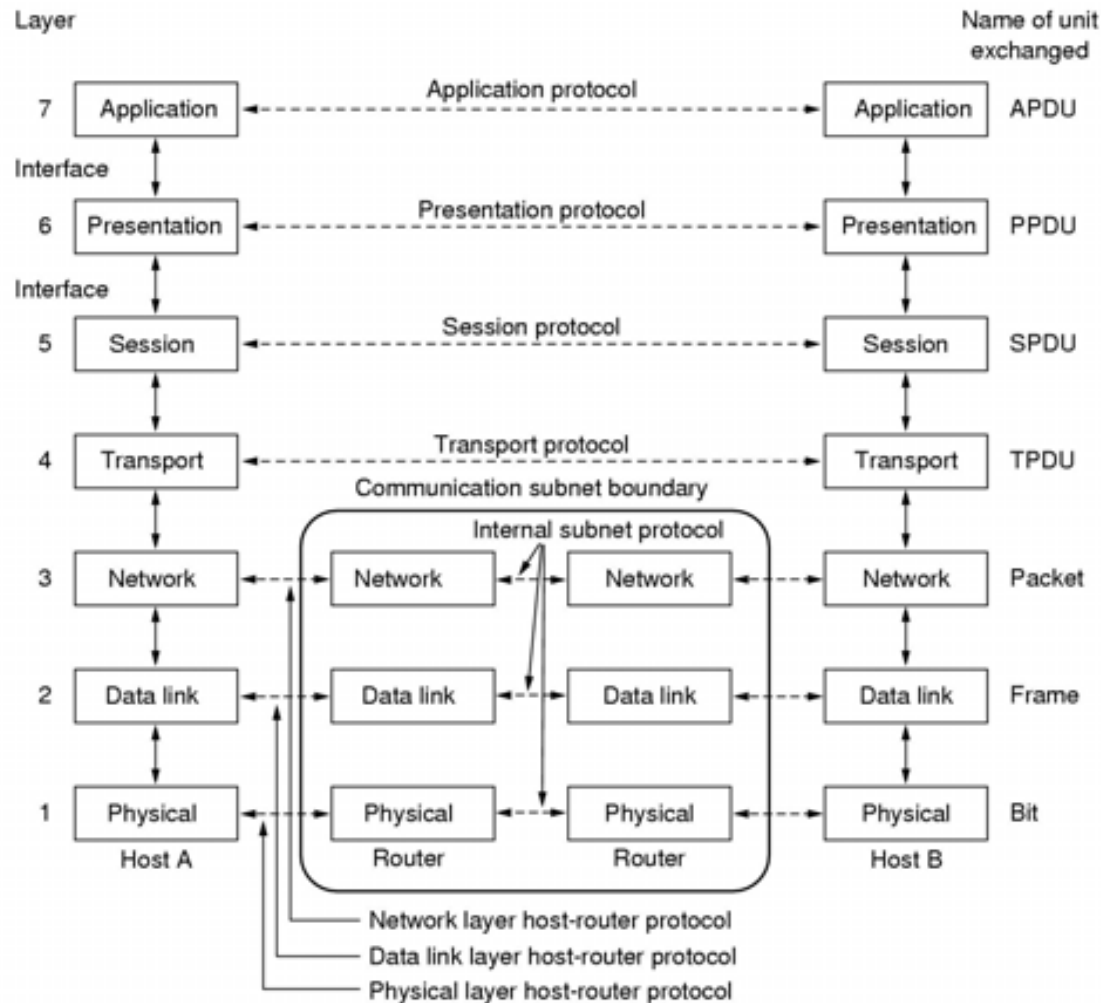 Layer
Name of unit
exchanged
7
Application
Application protocol
Application
APDU
Interface
6
Presentation
Presentation protocol
Presentation
PPDU
Interface
5
Session
Session protocol
Session
SPDU
4
Transport
Transport protocol
Transport
TPDU
Communication subnet boundary
Internal subnet protocol
3
Network
Network
Network
Network
Packet
2
Data link
Data link
Data link
Data link
Frame
1
Physical
Physical
Physical
Physical
Bit
Host A
Router
Router
Host B
Network layer host-router protocol
Data link layer host-router protocol
Physical layer host-router protocol